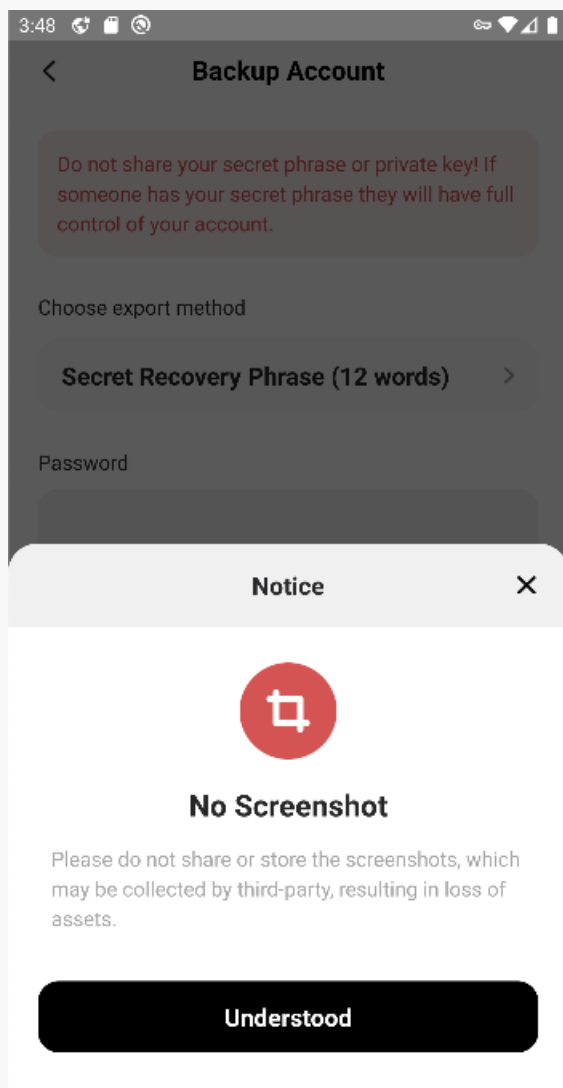 3:48
Backup Account
Do not share your secret phrase or private key! If
someone has your secret phrase they will have full
control of your account.
Choose export method
Secret Recovery Phrase (12 words)
Password
Notice
No Screenshot
Please do not share or store the screenshots, which
may be collected by third-party, resulting in loss of
assets.
Understood